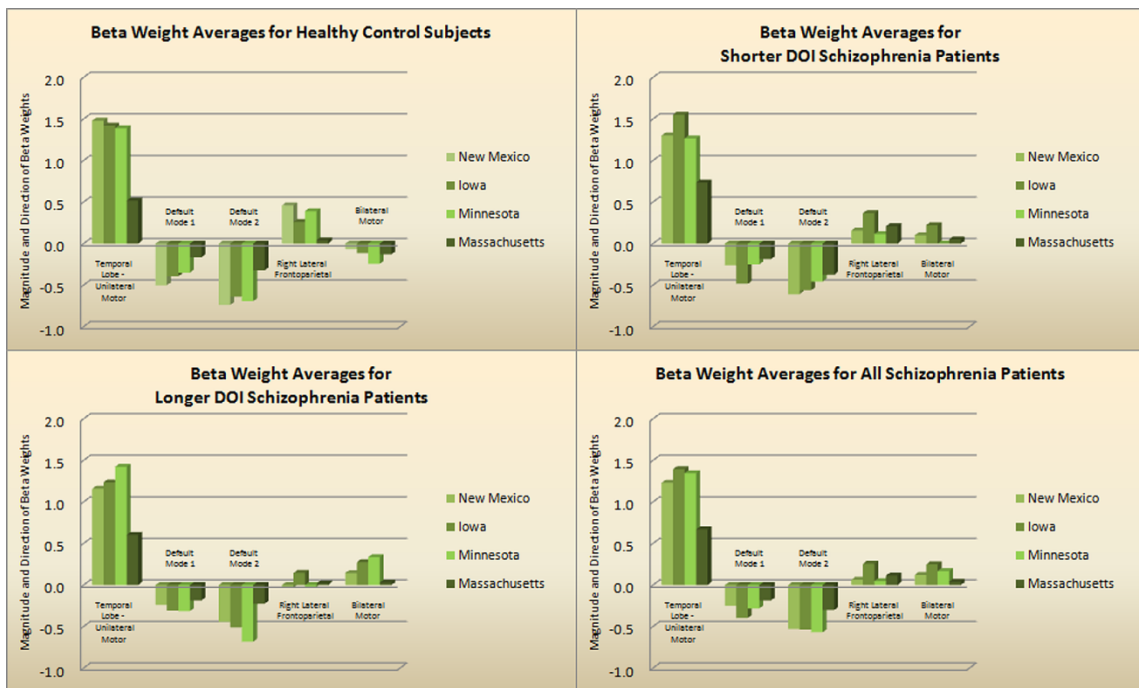 Beta Weight Averages for Healthy Control Subjects
Magnitude and Direction of Beta Weights
2.0
1.5
1.0
0.5
0.0
-0.5
-1.0
Temporal
Lobe -
Unilateral
Motor
Default
Mode 1
Default
Mode 2
Right Lateral
Frontoparietal
Bilateral
Motor
New Mexico
Iowa
Minnesota
Massachusetts
Beta Weight Averages for
Shorter DOI Schizophrenia Patients
Magnitude and Direction of Beta Weights
2.0
1.5
1.0
0.5
0.0
-0.5
-1.0
Temporal
Lobe -
Unilateral
Motor
Default
Mode 1
Default
Mode 2
Right Lateral
Frontoparietal
Bilateral
Motor
New Mexico
Iowa
Minnesota
Massachusetts
Beta Weight Averages for
Longer DOI Schizophrenia Patients
Magnitude and Direction of Beta Weights
2.0
1.5
1.0
0.5
0.0
-0.5
-1.0
Temporal
Lobe -
Unilateral
Motor
Default
Mode 1
Default
Mode 2
Right Lateral
Frontoparietal
Bilateral
Motor
New Mexico
Iowa
Minnesota
Massachusetts
Beta Weight Averages for All Schizophrenia Patients
Magnitude and Direction of Beta Weights
2.0
1.5
1.0
0.5
0.0
-0.5
-1.0
Temporal
Lobe -
Unilateral
Motor
Default
Mode 1
Default
Mode 2
Right Lateral
Frontoparietal
Bilateral
Motor
New Mexico
Iowa
Minnesota
Massachusetts